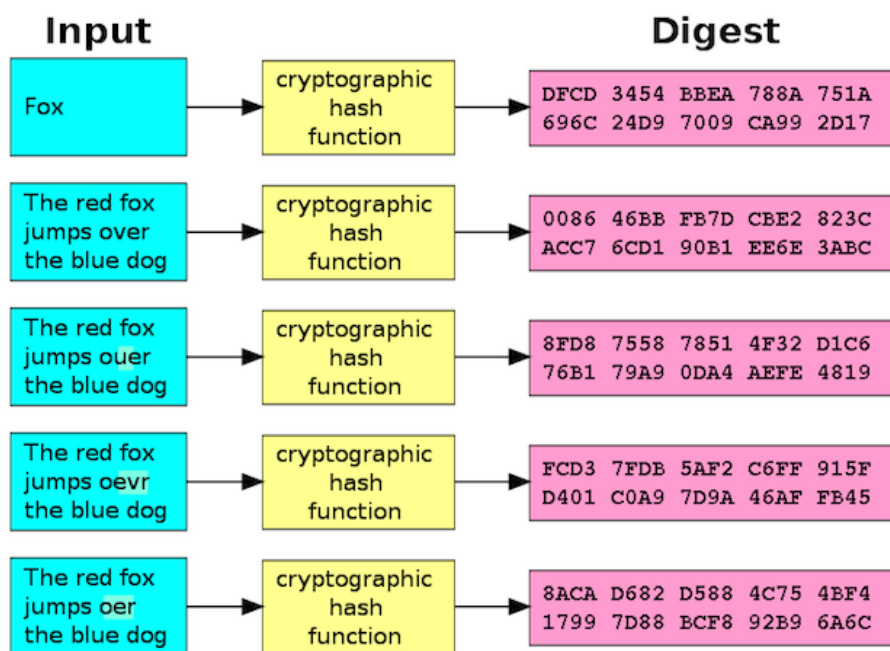 Input
Digest
Fox
cryptographic
hash
function
DFCD 3454 BBEA 788A 751A
696C 24D9 7009 CA99 2D17
The red fox
jumps over
the blue dog
cryptographic
hash
function
0086 46BB FB7D CBE2 823C
ACC7 6CD1 90B1 EE6E 3ABC
The red fox
jumps ouer
the blue dog
cryptographic
hash
function
8FD8 7558 7851 4F32 D1C6
76B1 79A9 0DA4 AEFE 4819
The red fox
jumps oevr
the blue dog
cryptographic
hash
function
FCD3 7FDB 5AF2 C6FF 915F
D401 C0A9 7D9A 46AF FB45
The red fox
jumps oer
the blue dog
cryptographic
hash
function
8ACA D682 D588 4C75 4BF4
1799 7D88 BCF8 92B9 6A6C